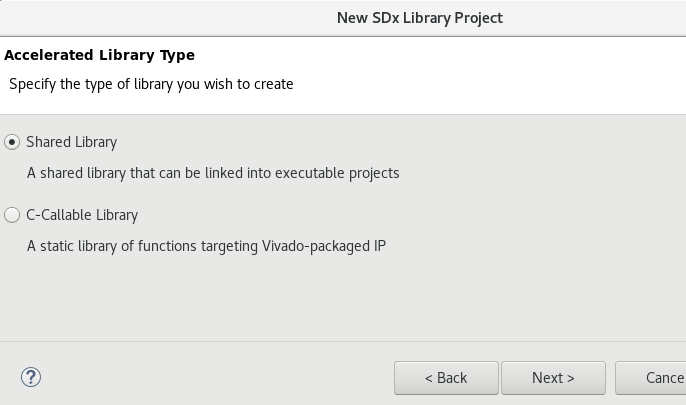 New SDx Library Project
Accelerated Library Type
Specify the type of library you wish to create
Shared Library
A shared library that can be linked into executable projects
C-Callable Library
A static library of functions targeting Vivado-packaged IP
?
< Back
Next >
Cance